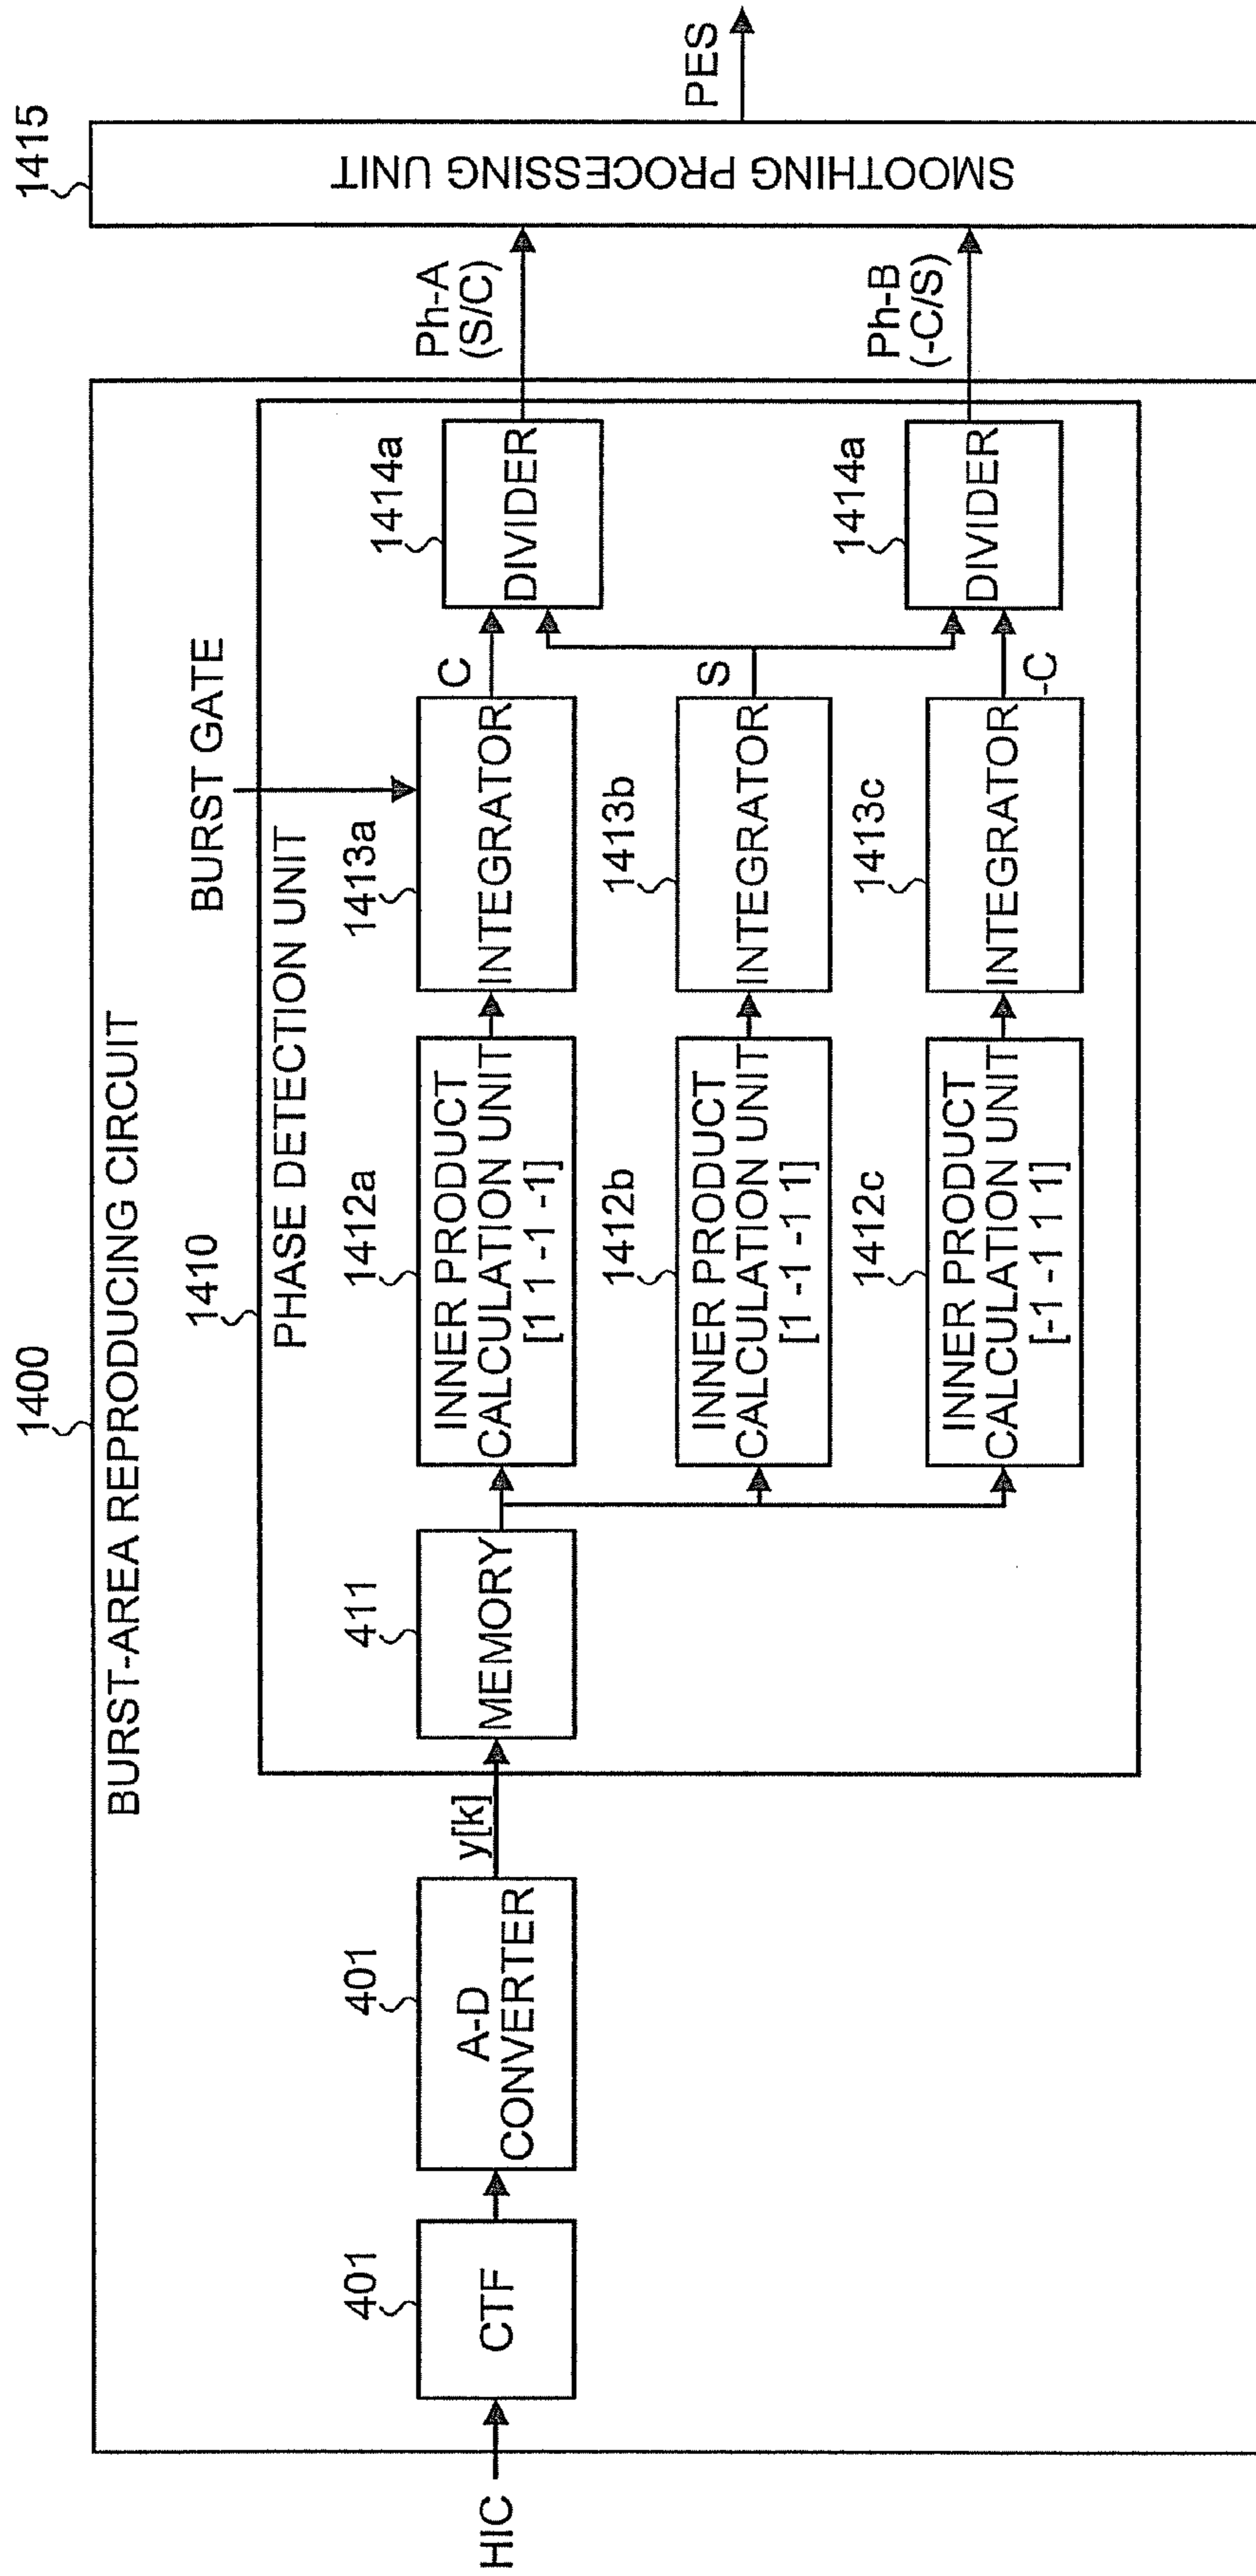 1400
BURST-AREA REPRODUCING CIRCUIT
HIC
401
CTF
401
A-D
CONVERTER
y[k]
1410
PHASE DETECTION UNIT
BURST GATE
411
MEMORY
1412a
INNER PRODUCT
CALCULATION UNIT
[1 1 -1 -1]
1413a
INTEGRATOR
C
1414a
DIVIDER
Ph-A
(S/C)
1412b
INNER PRODUCT
CALCULATION UNIT
[1 -1 -1 1]
1413b
INTEGRATOR
S
1412c
INNER PRODUCT
CALCULATION UNIT
[-1 -1 1 1]
1413c
INTEGRATOR
-C
1414a
DIVIDER
Ph-B
(-C/S)
1415
SMOOTHING PROCESSING UNIT
PES